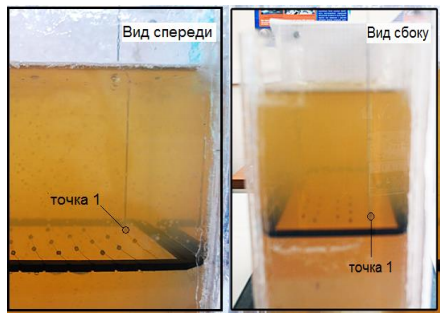 Вид спереди
Вид сбоку
точка 1
точка 1